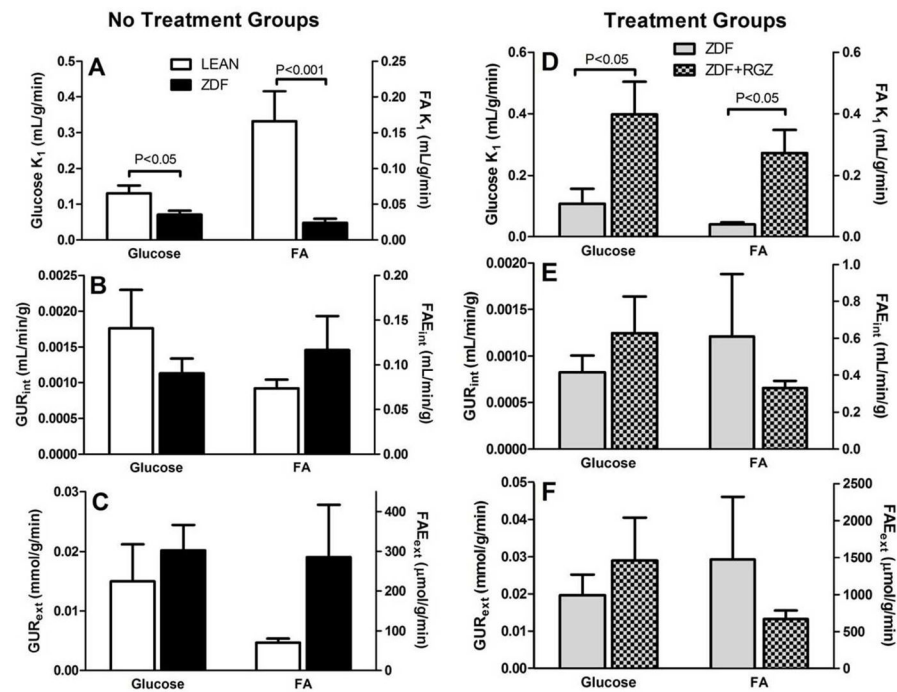 No Treatment Groups
Treatment Groups
A
LEAN
ZDF
Glucose K1 (mL/g/min)
0.5
0.4
0.3
0.2
0.1
0.0
P<0.05
P<0.001
FA K1 (mL/g/min)
0.25
0.20
0.15
0.10
0.05
0.00
Glucose
FA
D
ZDF
ZDF+RGZ
Glucose K1 (mL/g/min)
0.6
0.4
0.2
0.0
P<0.05
P<0.05
FA K1 (mL/g/min)
0.6
0.4
0.2
0.0
Glucose
FA
B
GURint (mL/min/g)
0.0025
0.0020
0.0015
0.0010
0.0005
0.0000
FAEint (mL/min/g)
0.20
0.15
0.10
0.05
0.00
Glucose
FA
E
GURint (mL/min/g)
0.0020
0.0015
0.0010
0.0005
0.0000
FAEint (mL/min/g)
1.0
0.8
0.6
0.4
0.2
0.0
Glucose
FA
C
GURext (mmol/g/min)
0.03
0.02
0.01
0.00
FAEext (μmol/g/min)
400
300
200
100
0
Glucose
FA
F
GURext (mmol/g/min)
0.05
0.04
0.03
0.02
0.01
0.00
FAEext (μmol/g/min)
2500
2000
1500
1000
500
0
Glucose
FA